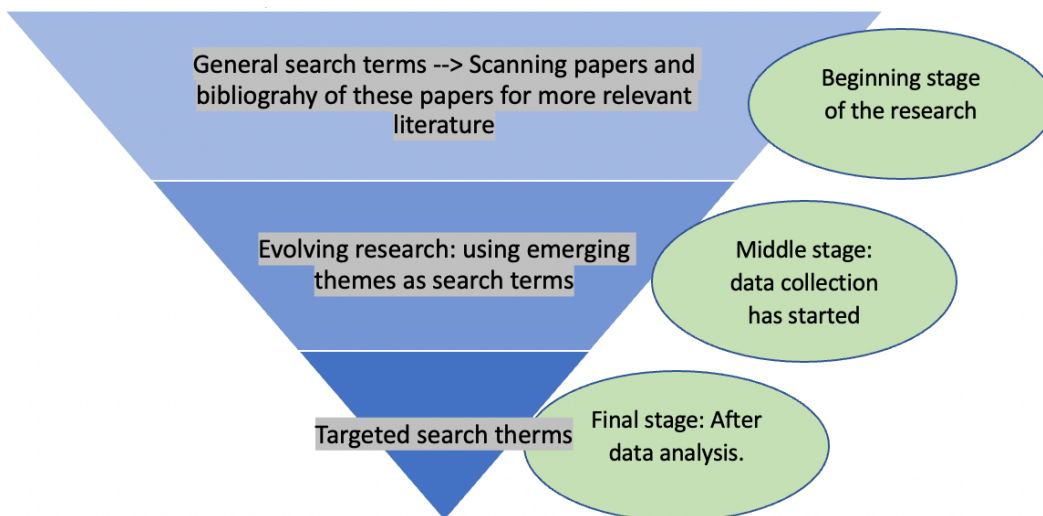 General search terms --> Scanning papers and
bibliograhy of these papers for more relevant
literature
Beginning stage
of the research
Evolving research: using emerging
themes as search terms
Middle stage:
data collection
has started
Targeted search therms
Final stage: After
data analysis.